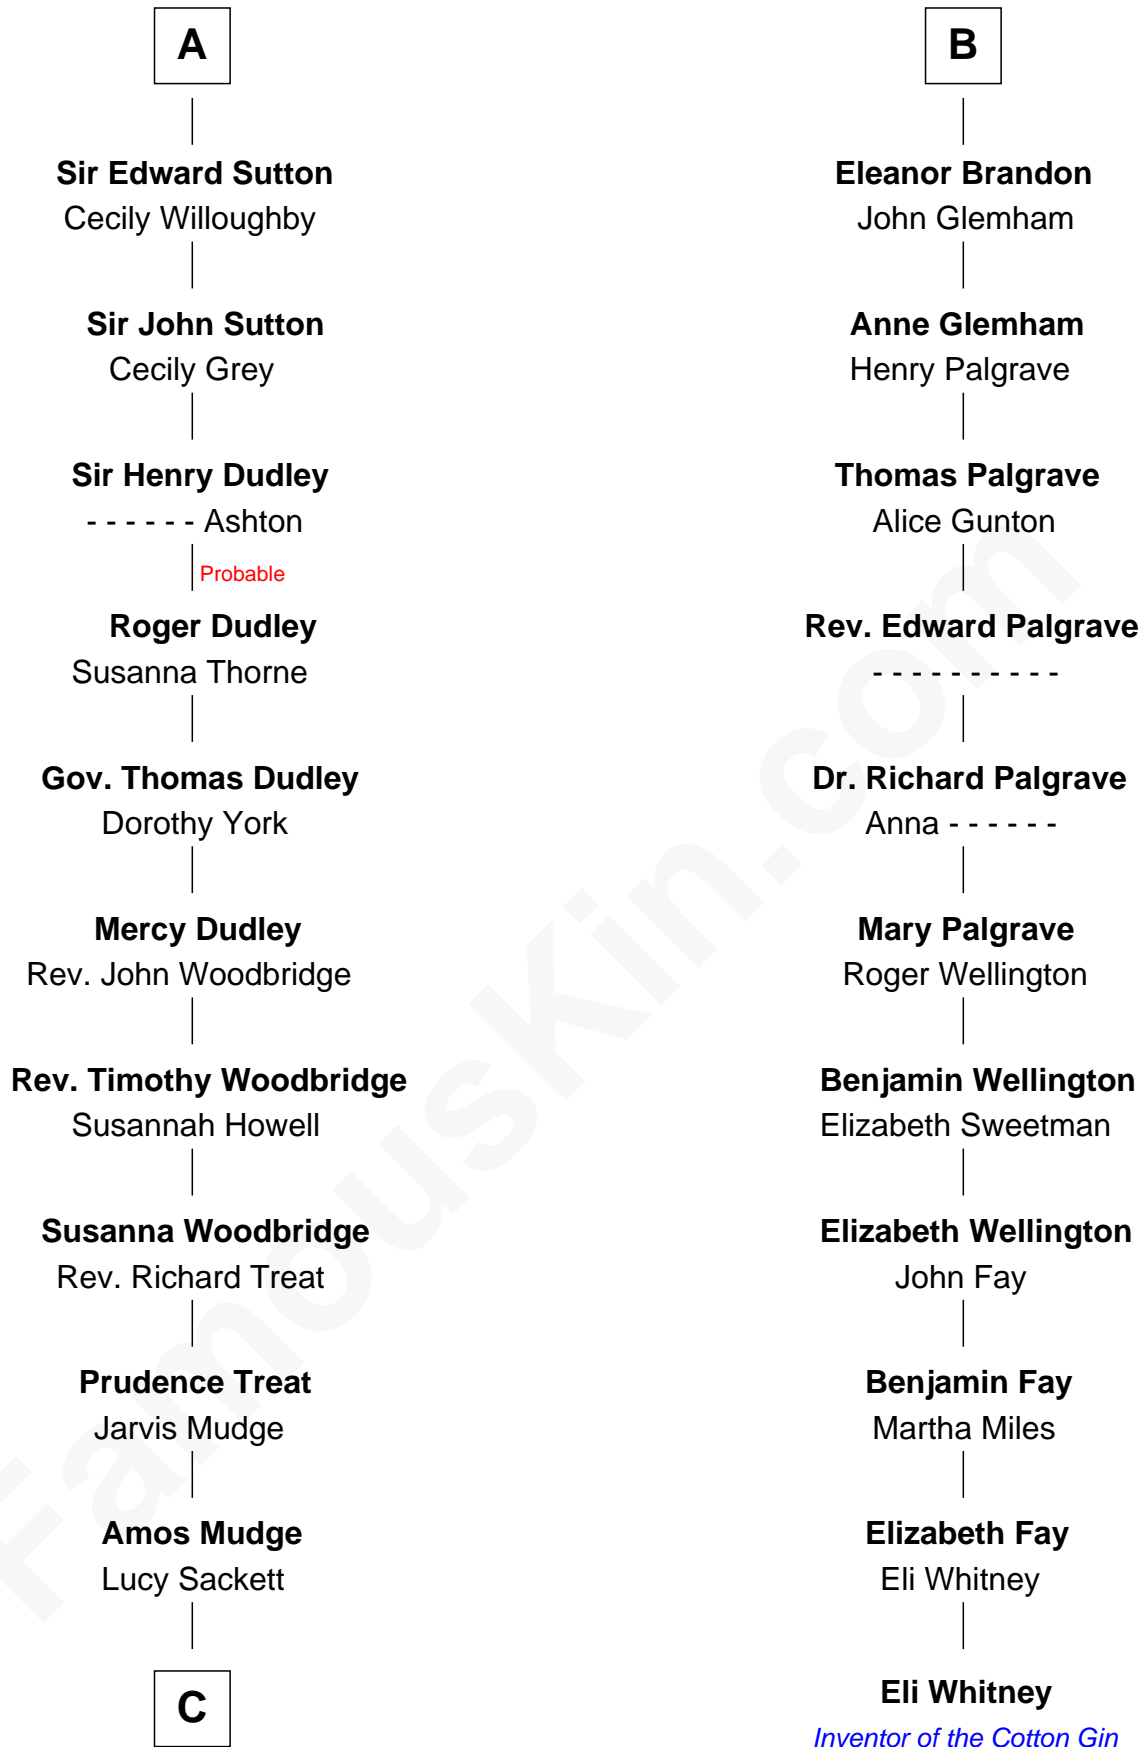 A
Sir Edward Sutton
Cecily Willoughby
Sir John Sutton
Cecily Grey
Sir Henry Dudley
- - - - - - Ashton
Probable
Roger Dudley
Susanna Thorne
Gov. Thomas Dudley
Dorothy York
Mercy Dudley
Rev. John Woodbridge
Rev. Timothy Woodbridge
Susannah Howell
Susanna Woodbridge
Rev. Richard Treat
Prudence Treat
Jarvis Mudge
Amos Mudge
Lucy Sackett
C
B
Eleanor Brandon
John Glemham
Anne Glemham
Henry Palgrave
Thomas Palgrave
Alice Gunton
Rev. Edward Palgrave
- - - - - - - - - -
Dr. Richard Palgrave
Anna - - - - - -
Mary Palgrave
Roger Wellington
Benjamin Wellington
Elizabeth Sweetman
Elizabeth Wellington
John Fay
Benjamin Fay
Martha Miles
Elizabeth Fay
Eli Whitney
Eli Whitney
Inventor of the Cotton Gin
FamousKin.com